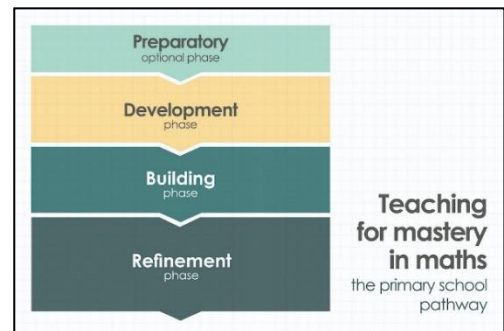 Preparatory
optional phase
Development
phase
Building
phase
Refinement
phase
Teaching
for mastery
in maths
the primary school
pathway